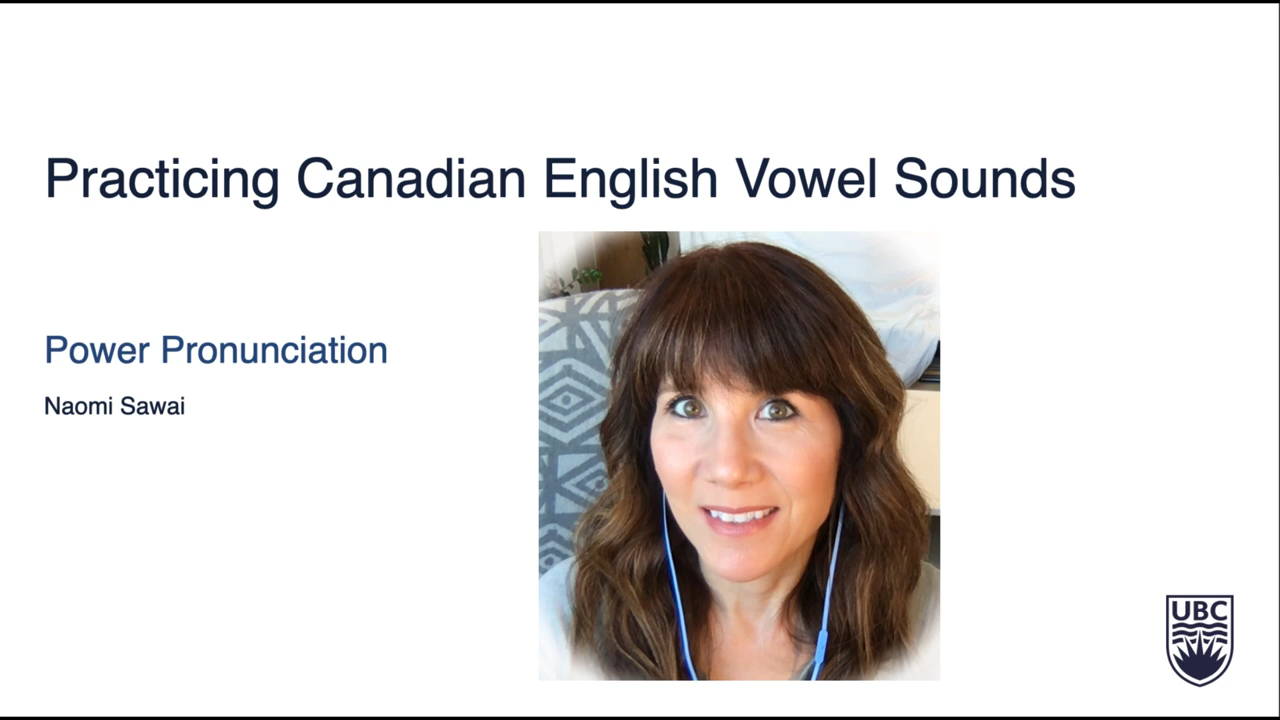 Practicing Canadian English Vowel Sounds
Power Pronunciation
Naomi Sawai
UBC